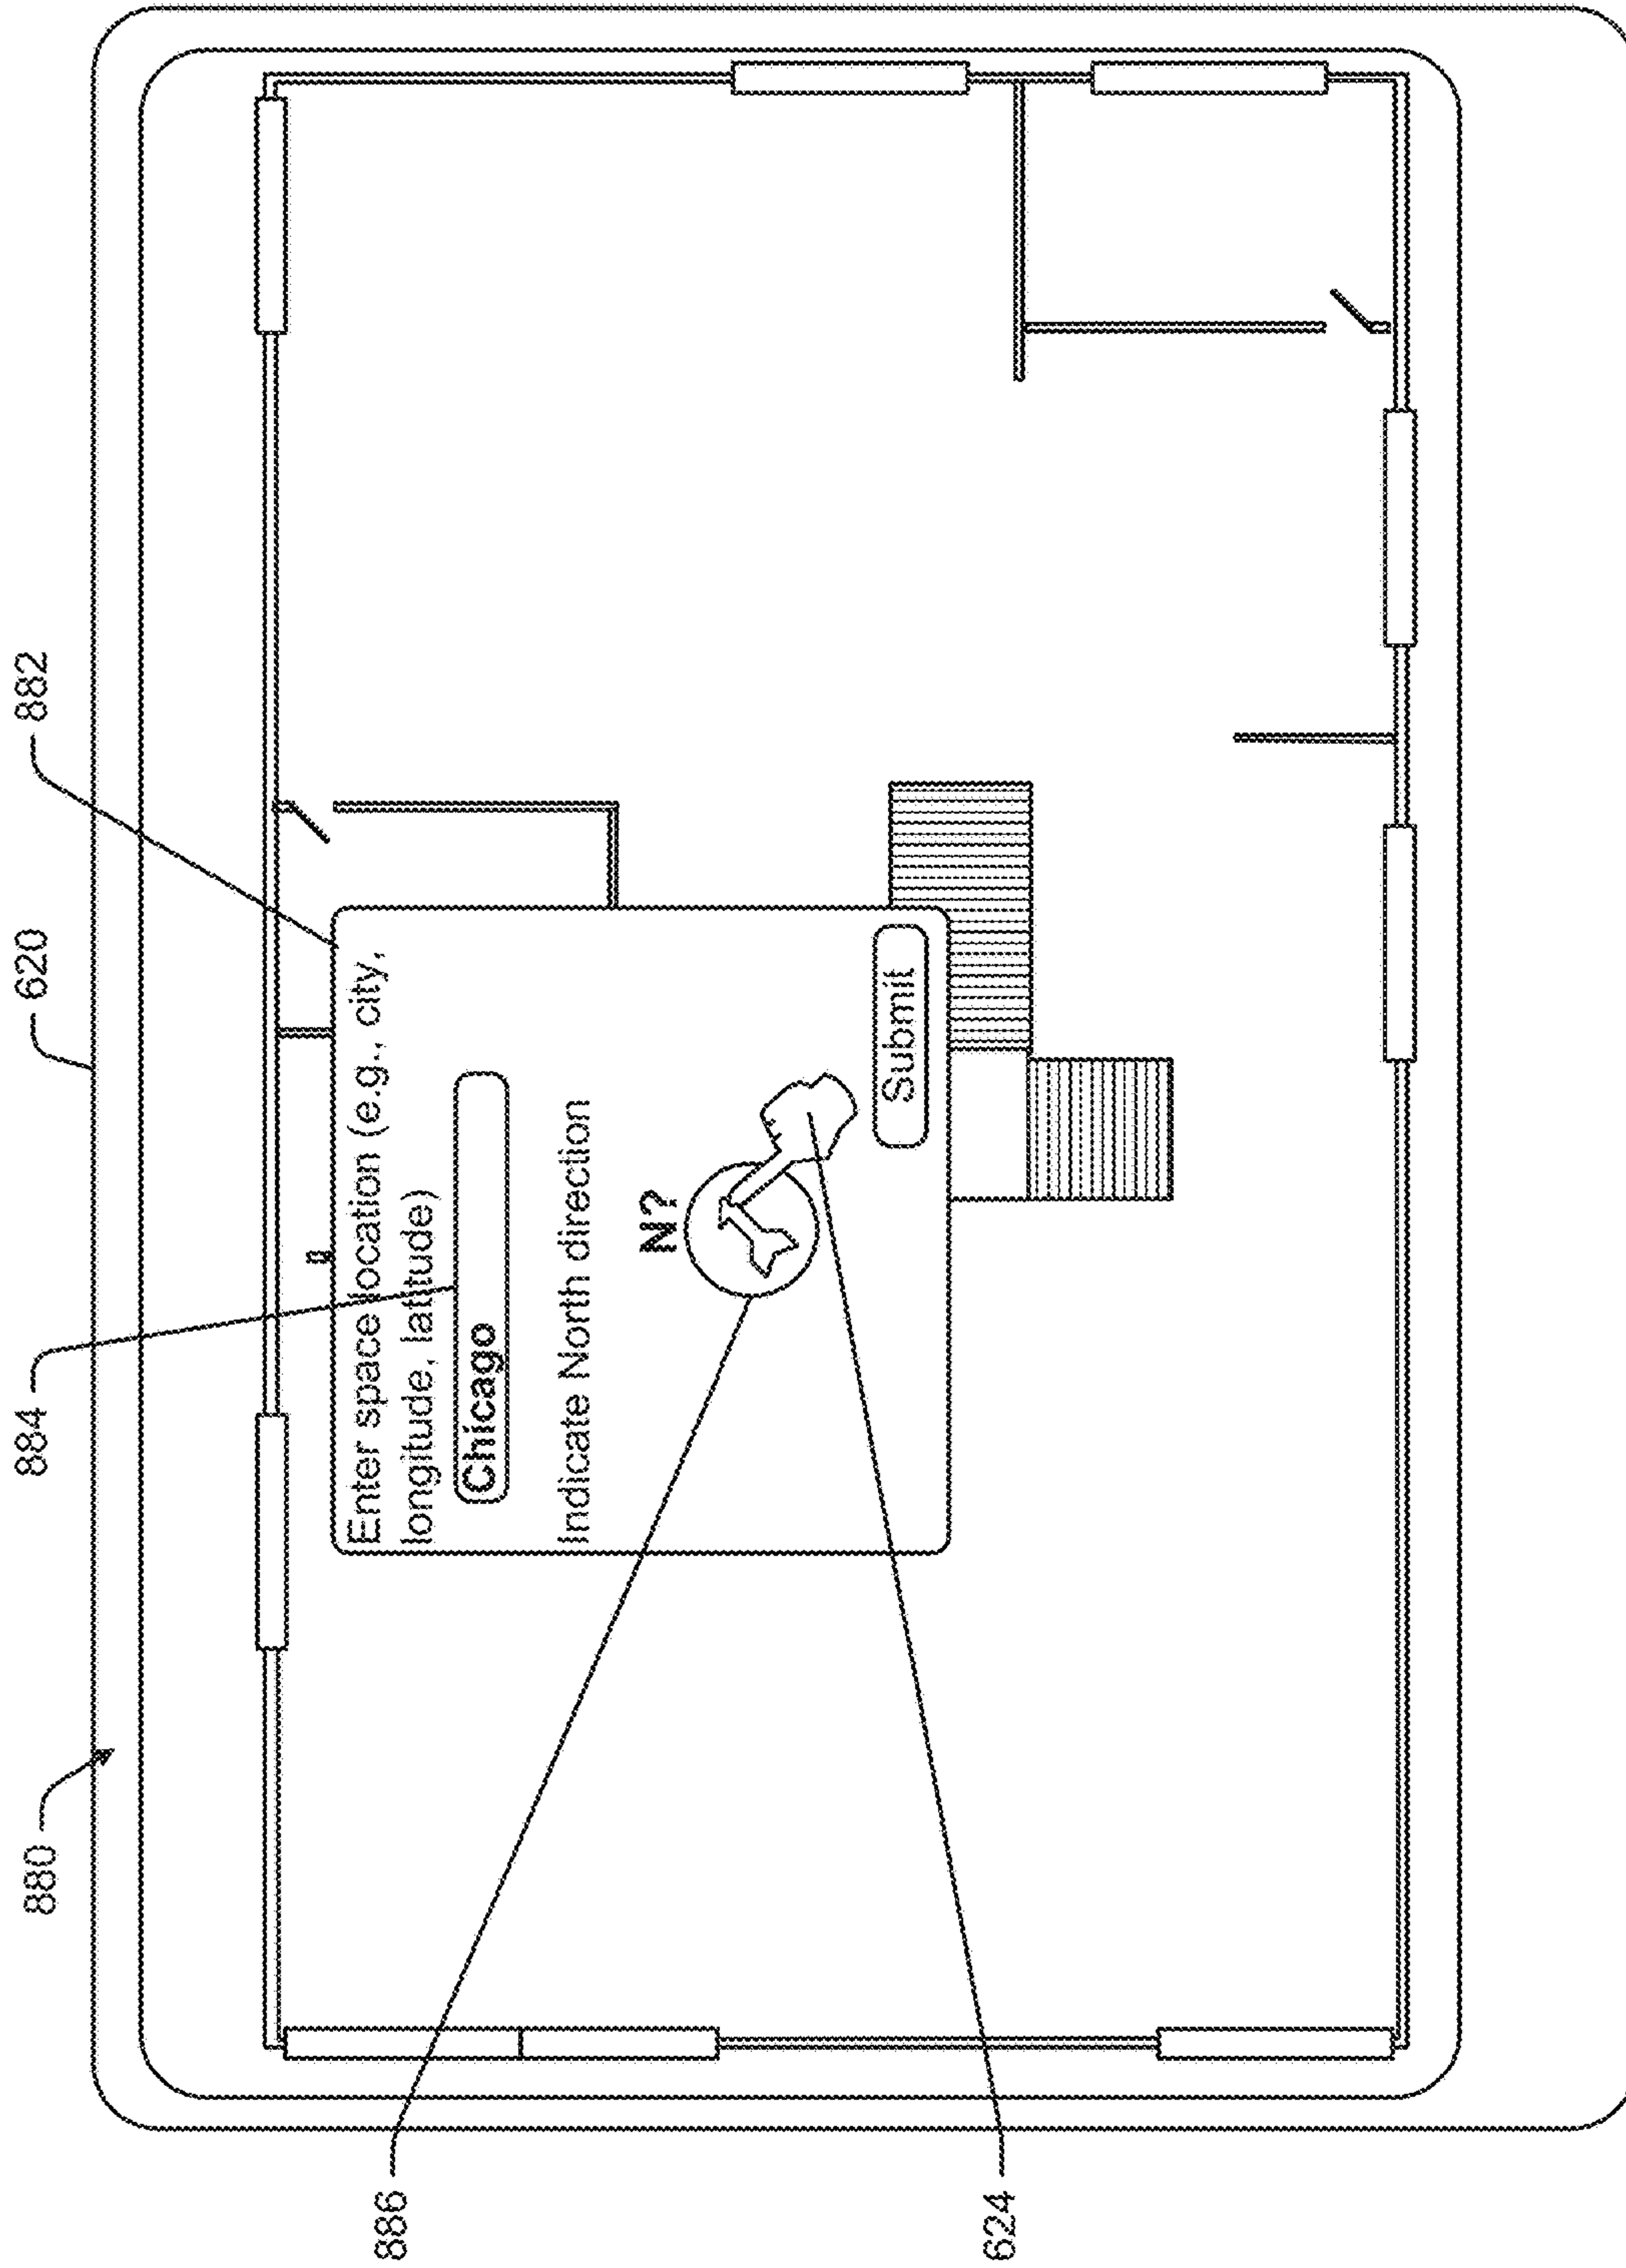 880
620
882
884
Enter space location (e.g., city,
longitude, latitude)
Chicago
Indicate North direction
N?
Submit
886
624